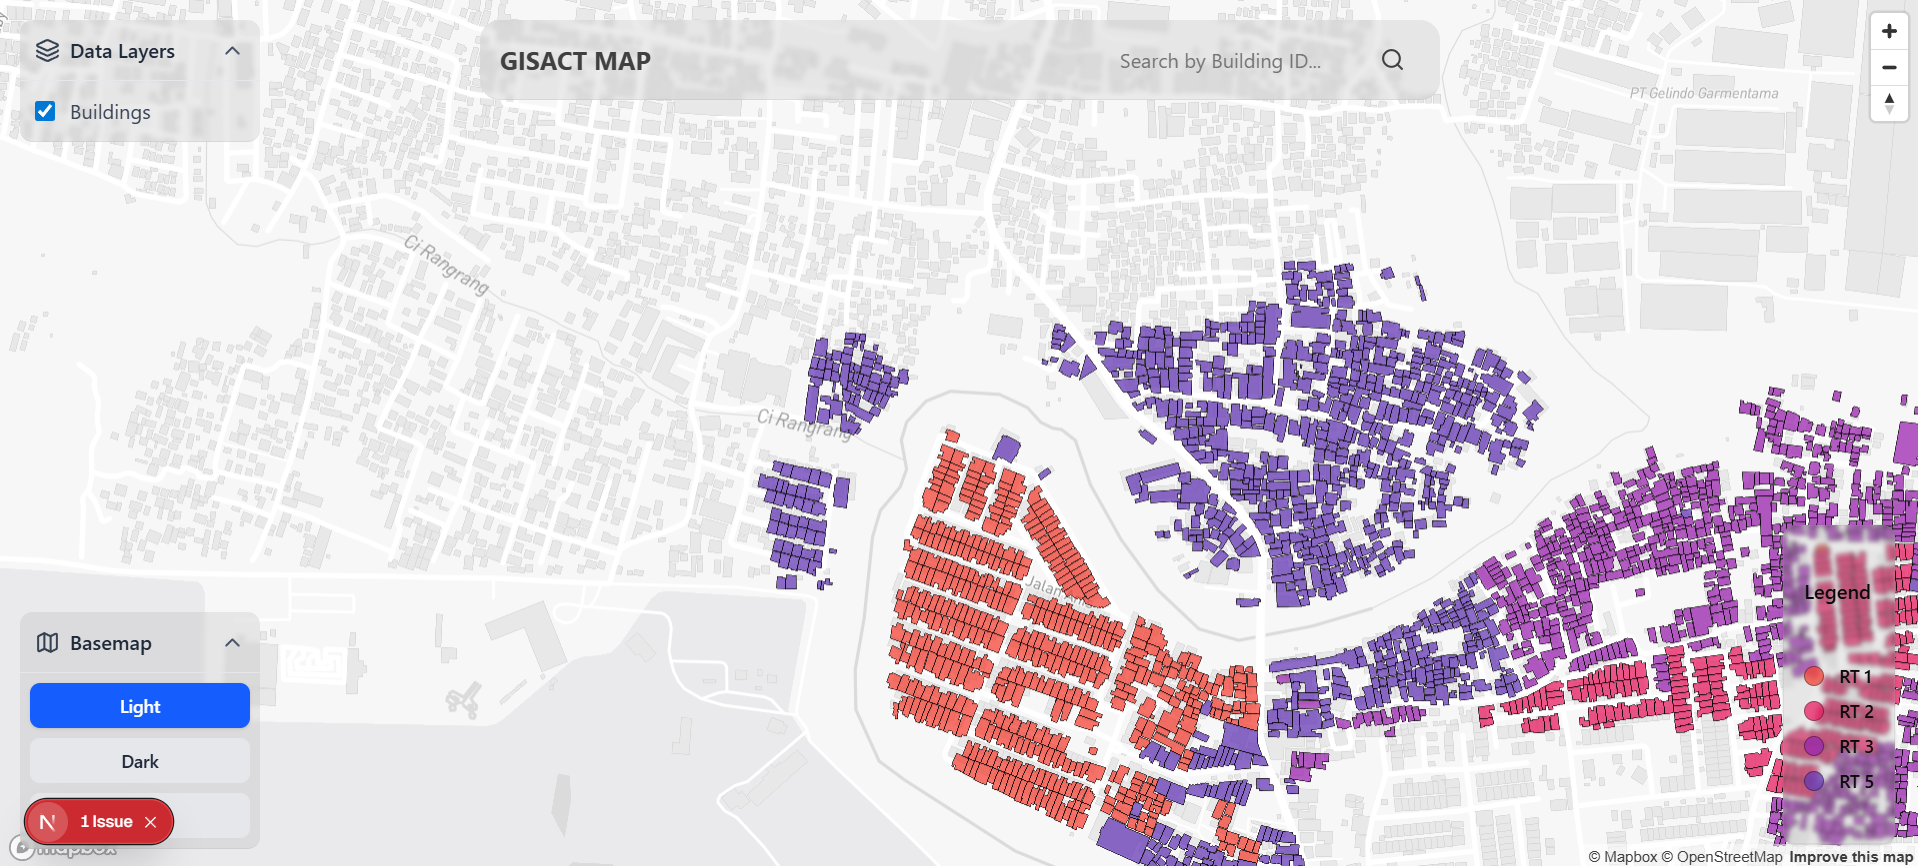 Data Layers
Buildings
GISACT MAP
Search by Building ID...
PT Gelindo Garmentama
Ci Rangrang
Ci Rangrang
Jalan
Legend
RT 1
RT 2
RT 3
RT 5
Basemap
Light
Dark
N 1 Issue
mapbox
© Mapbox © OpenStreetMap Improve this map